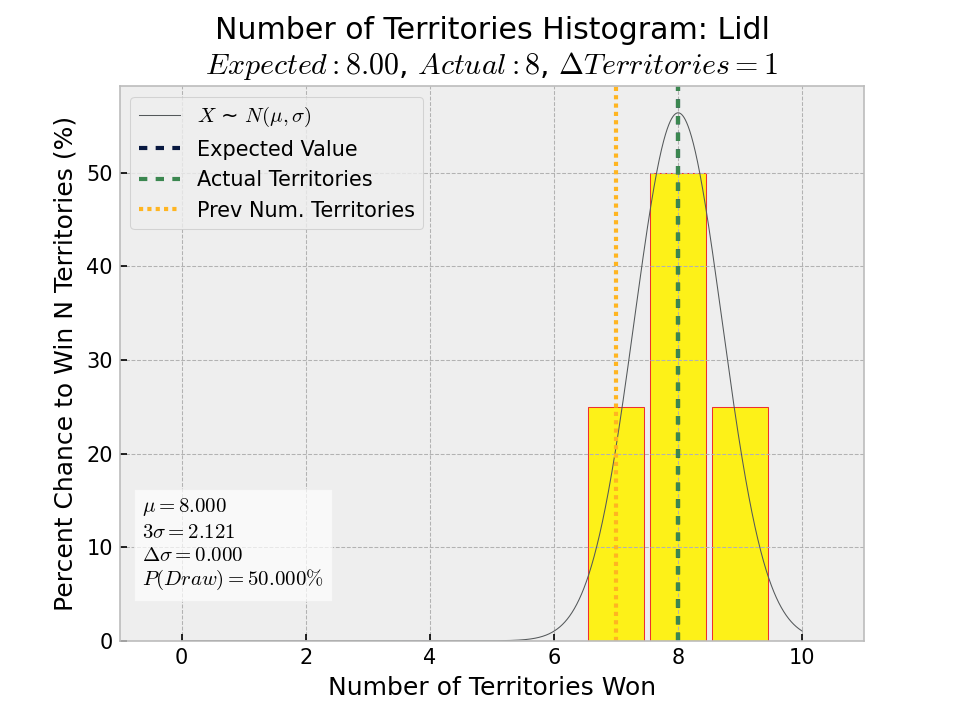 Number of Territories Histogram: Lidl
Expected : 8.00, Actual : 8, ΔTerritories = 1
X ~ N(μ, σ)
Expected Value
Actual Territories
Prev Num. Territories
Percent Chance to Win N Territories (%)
50
40
30
20
10
0
μ = 8.000
3σ = 2.121
Δσ = 0.000
P(Draw) = 50.000%
0 2 4 6 8 10
Number of Territories Won